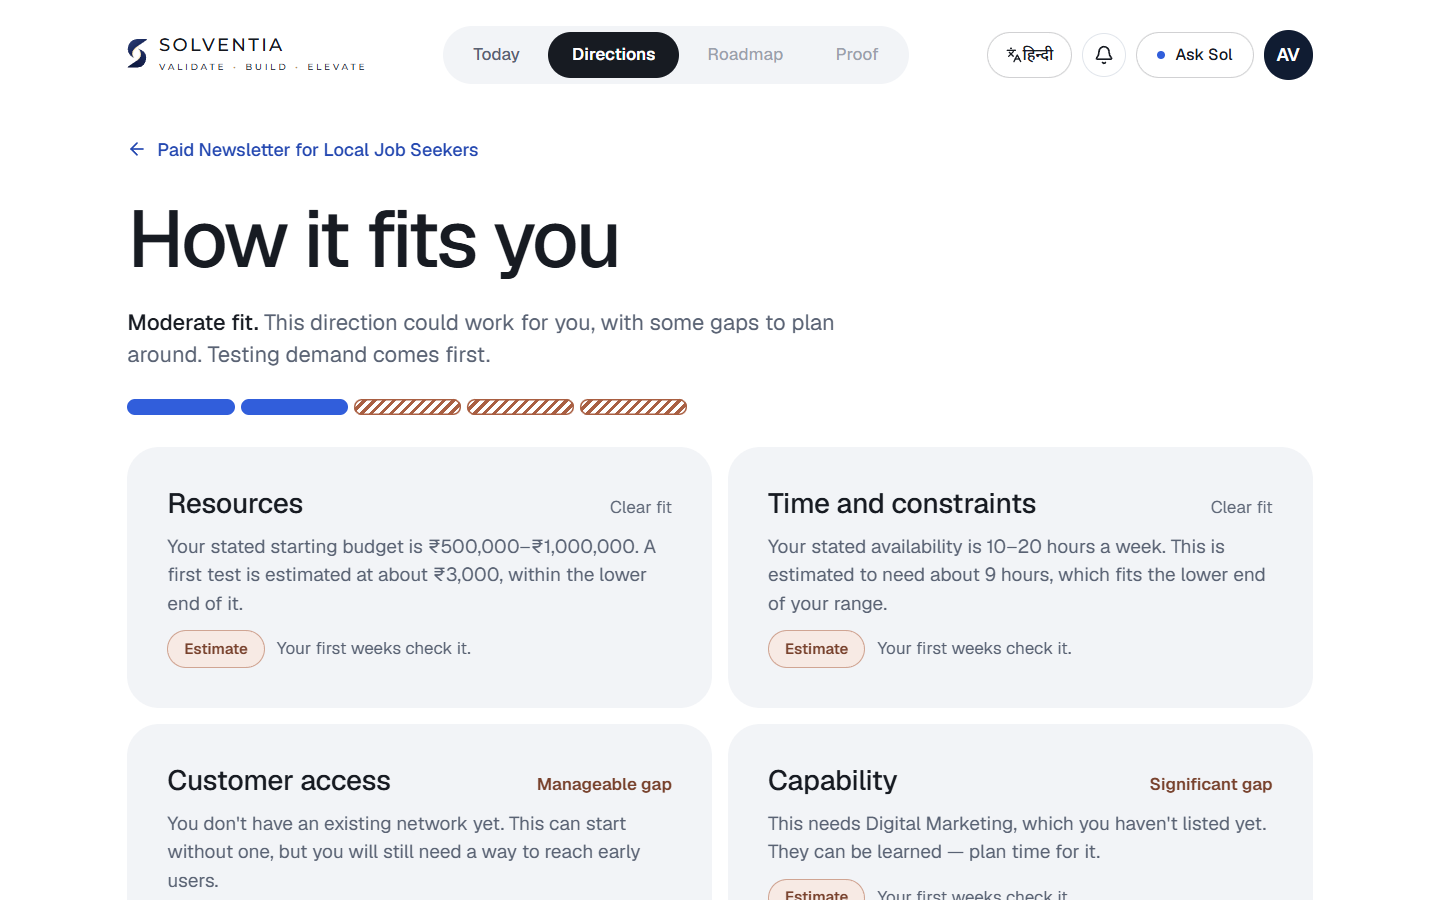 SOLVENTIA
VALIDATE · BUILD · ELEVATE
Today
Directions
Roadmap
Proof
हिन्दी
Ask Sol
AV
Paid Newsletter for Local Job Seekers
How it fits you
Moderate fit. This direction could work for you, with some gaps to plan
around. Testing demand comes first.
Resources
Clear fit
Your stated starting budget is ₹500,000–₹1,000,000. A
first test is estimated at about ₹3,000, within the lower
end of it.
Estimate
Your first weeks check it.
Time and constraints
Clear fit
Your stated availability is 10–20 hours a week. This is
estimated to need about 9 hours, which fits the lower end
of your range.
Estimate
Your first weeks check it.
Customer access
Manageable gap
You don't have an existing network yet. This can start
without one, but you will still need a way to reach early
users.
Capability
Significant gap
This needs Digital Marketing, which you haven't listed yet.
They can be learned — plan time for it.
Estimate
Your first weeks check it.